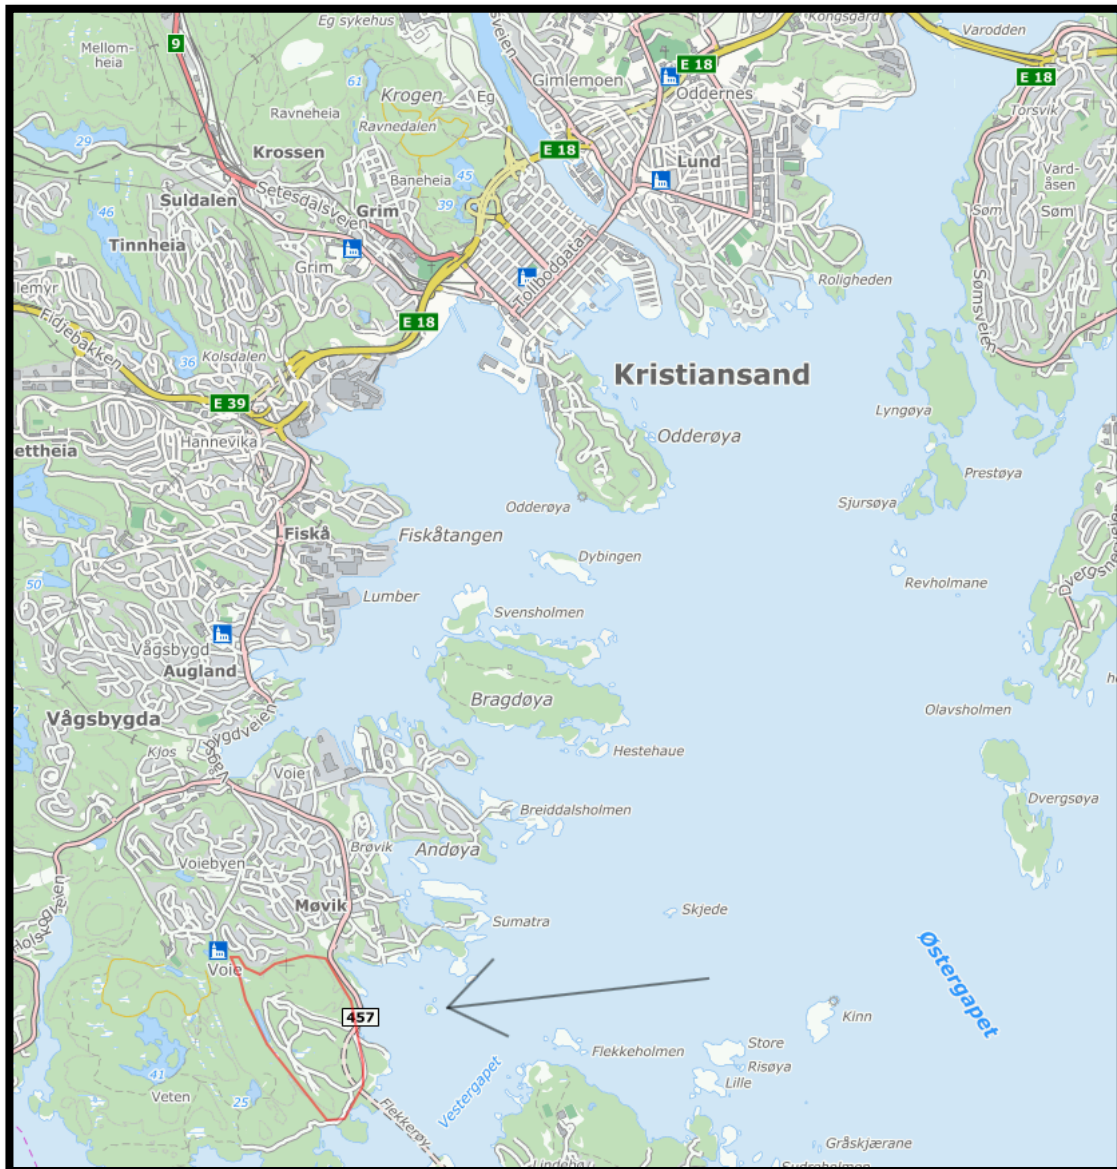 Eg sykehus
Kongsgård
Varodden
9
Mellom-
heia
E 18
Gimlemoen
Oddernes
E 18
61
Krogen
Eg
Ravneheia
Torsvik
Ravnedalen
29
Krossen
E 18
Lund
Vard-
åsen
Baneheia
45
Setesdalsveien
Suldalen
46
Grim
39
Søm
Søm
Tinnheia
Grim
Tollbodgata
Roligheden
Sømsveien
Fidjebakken
E 18
36
Kolsdalen
Kristiansand
E 39
Lyngøya
Hannevika
Odderøya
Prestøya
Sjursøya
Odderøya
Fiskå
Fiskåtangen
Dybingen
50
Revholmane
Lumber
Svensholmen
Vågsbygd
Augland
Bragdøya
Olavsholmen
Vågsbygda
Vågsbygdveien
Kjos
Hestehaue
Voie
Dvergsøya
Breiddalsholmen
Andøya
Brøvik
Voiebyen
Møvik
Skjede
Sumatra
Østergapet
Voie
457
Kinn
Store
Flekkeholmen
Risøya
Vestergapet
41
Lille
Veten
25
Flekkerøy
Gråskjærane